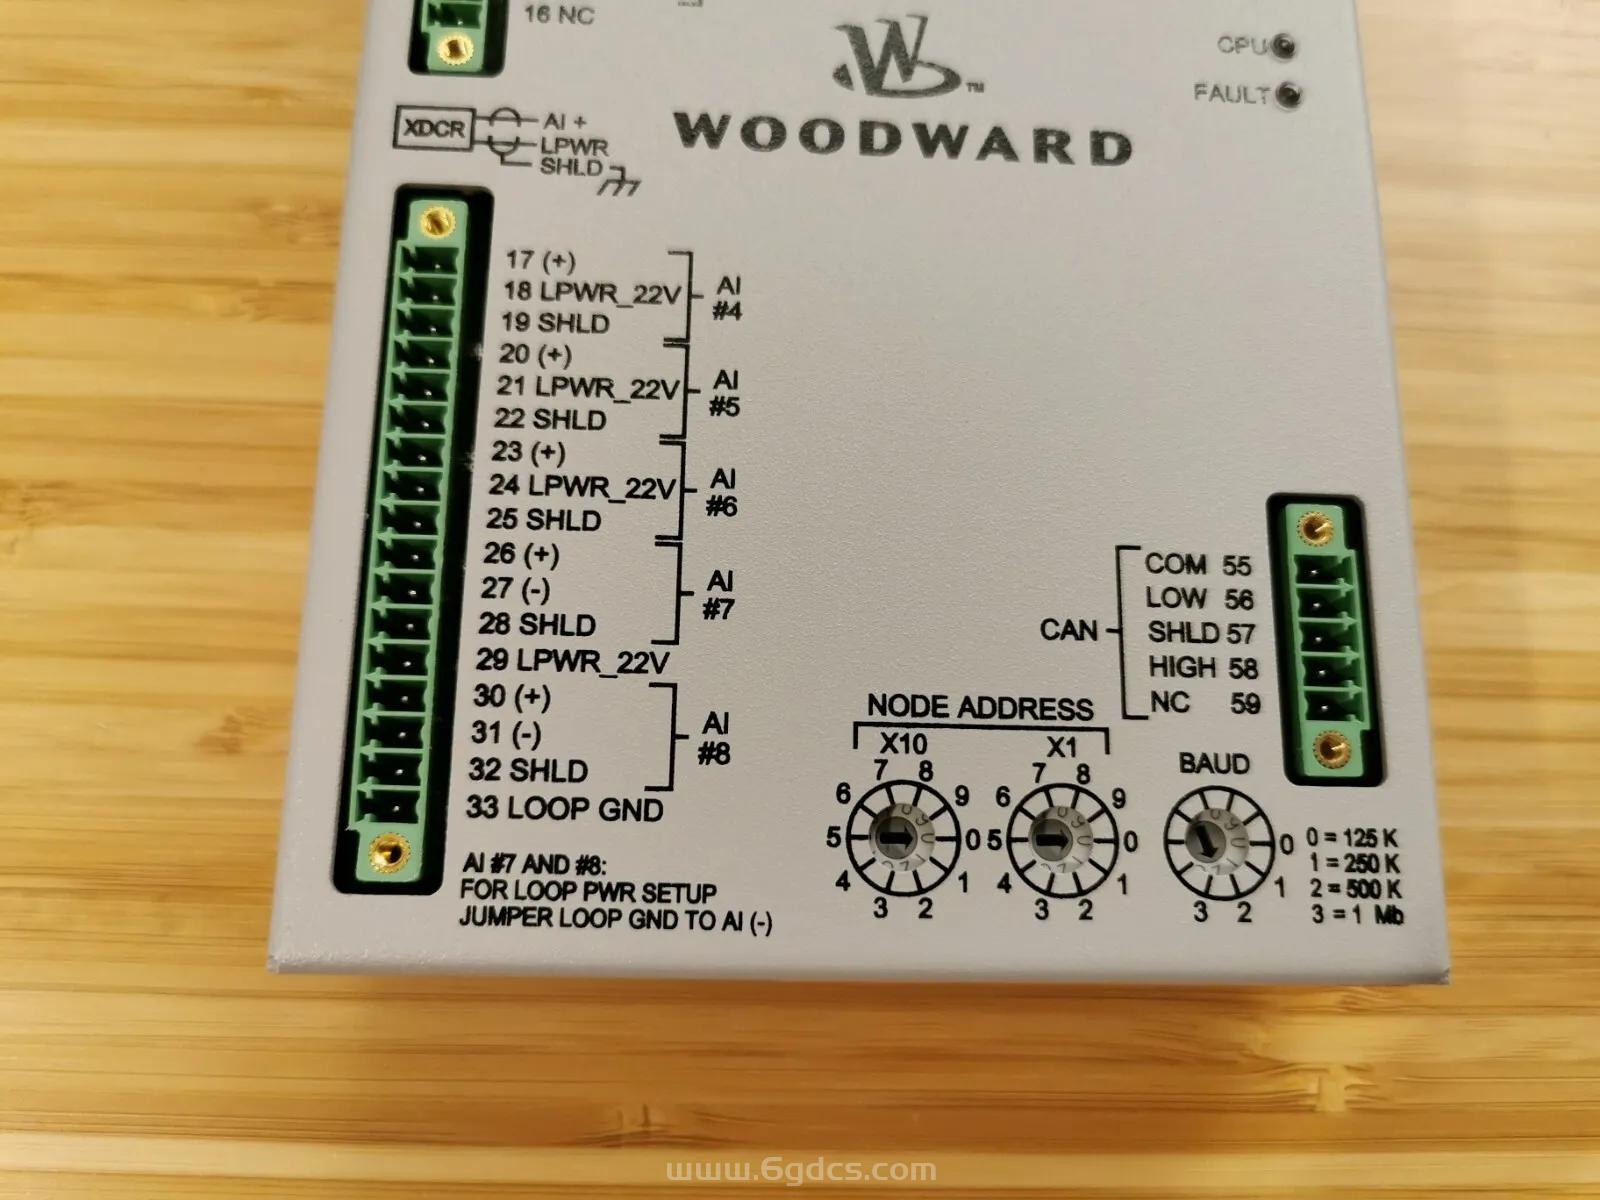 16 NC
W
TM
WOODWARD
CPU
FAULT
XDCR
AI +
LPWR
SHLD
17 (+)
18 LPWR_22V
19 SHLD
AI
#4
20 (+)
21 LPWR_22V
22 SHLD
AI
#5
23 (+)
24 LPWR_22V
25 SHLD
AI
#6
26 (+)
27 (-)
28 SHLD
AI
#7
29 LPWR_22V
30 (+)
31 (-)
32 SHLD
AI
#8
33 LOOP GND
AI #7 AND #8:
FOR LOOP PWR SETUP
JUMPER LOOP GND TO AI (-)
CAN
COM 55
LOW 56
SHLD 57
HIGH 58
NC 59
NODE ADDRESS
X10
7 8
6 9
5 0
4 1
3 2
X1
7 8
6 9
5 0
4 1
3 2
BAUD
0
1
3 2
0 = 125 K
1 = 250 K
2 = 500 K
3 = 1 Mb
www.6gdcs.com